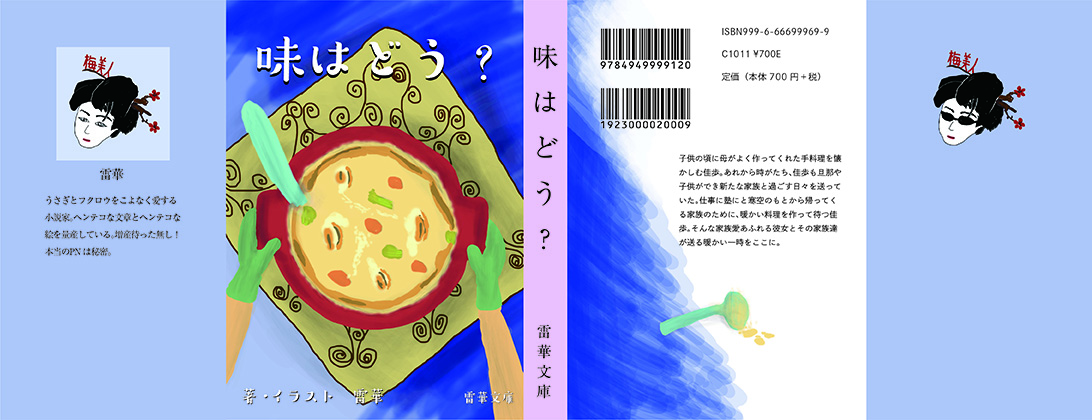 梅美人
雷華
うさぎとフクロウをこよなく愛する
小説家。ヘンテコな文章とヘンテコな
絵を量産している。増産待った無し！
本当のPNは秘密。
味はどう？
著・イラスト　雷華
雷華文庫
味はどう？
雷華文庫
9784949999120
1923000020009
ISBN999-6-66699969-9
C1011 ¥700E
定価（本体 700 円＋税）
子供の頃に母がよく作ってくれた手料理を懐
かしむ佳歩。あれから時がたち、佳歩も旦那や
子供ができ新たな家族と過ごす日々を送って
いた。仕事に塾にと寒空のもとから帰ってく
る家族のために、暖かい料理を作って待つ佳
歩。そんな家族愛あふれる彼女とその家族達
が送る暖かい一時をここに。
梅美人